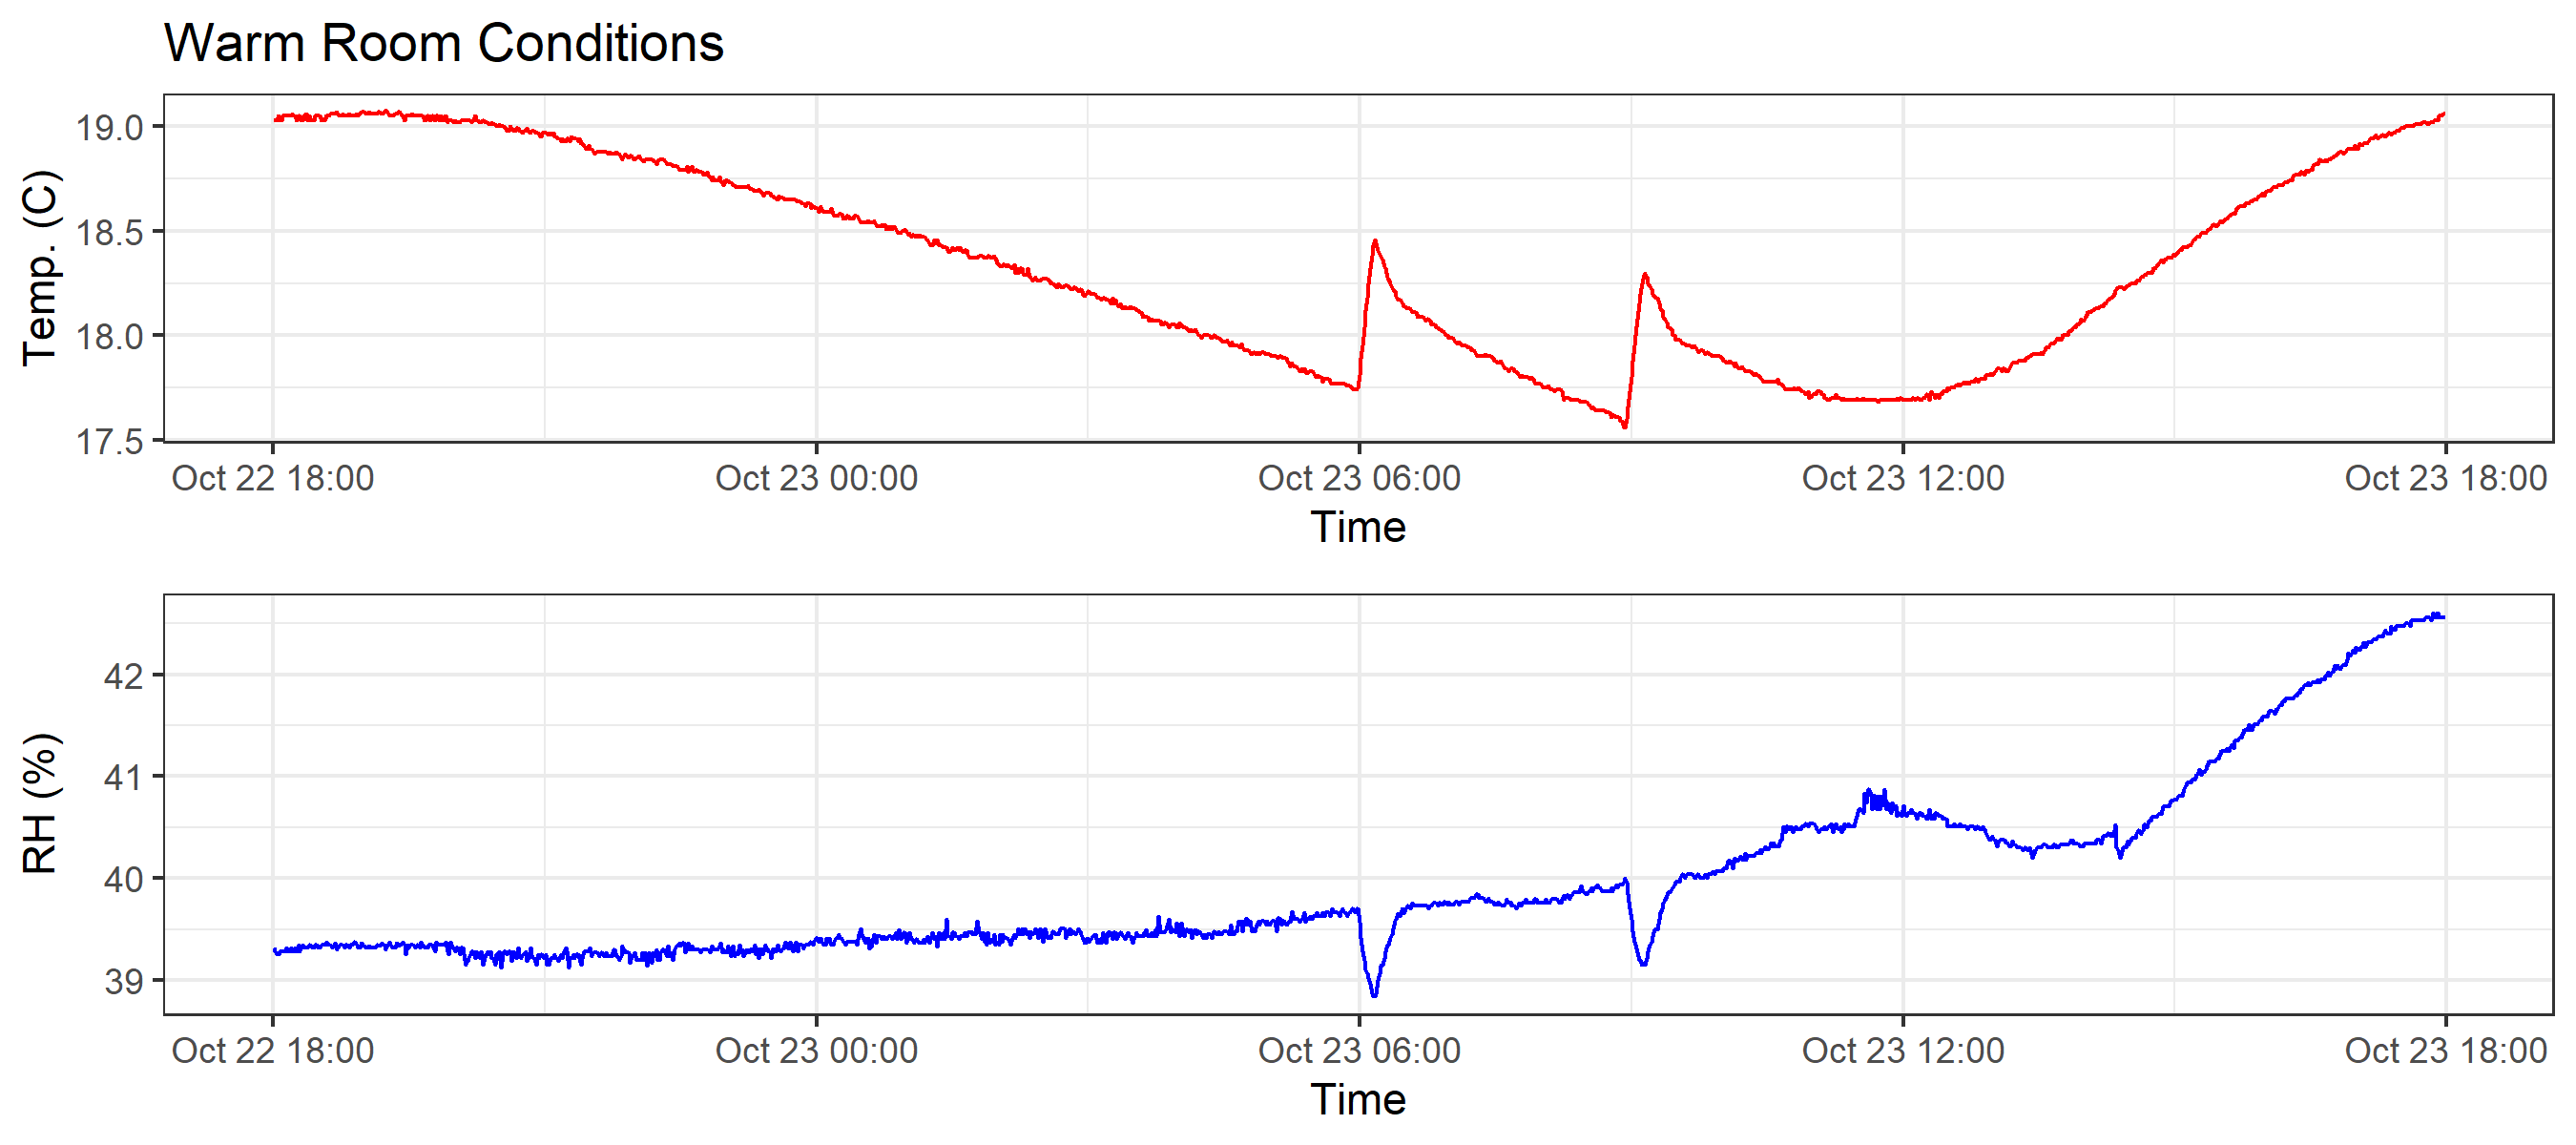 Warm Room Conditions
Temp. (C)
19.0
18.5
18.0
17.5
Oct 22 18:00 Oct 23 00:00 Oct 23 06:00 Oct 23 12:00 Oct 23 18:00
Time
RH (%)
42
41
40
39
Oct 22 18:00 Oct 23 00:00 Oct 23 06:00 Oct 23 12:00 Oct 23 18:00
Time